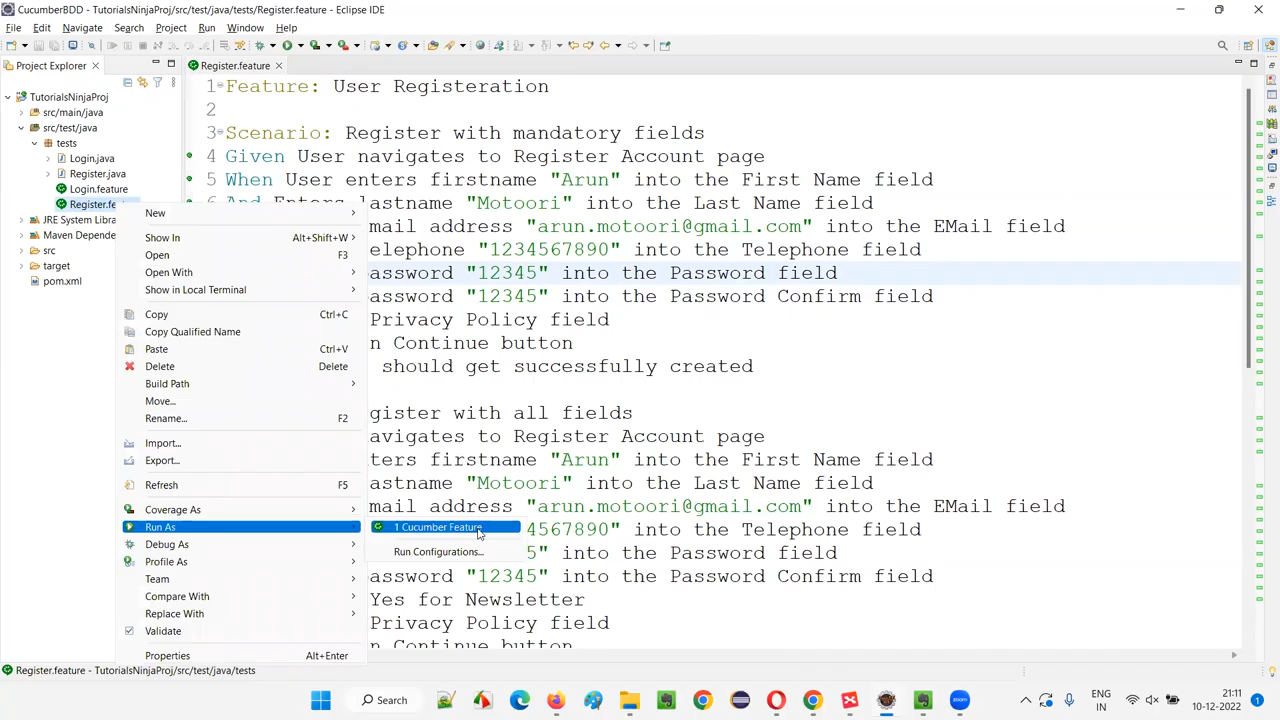 CucumberBDD - TutorialsNinjaProj/src/test/java/tests/Register.feature - Eclipse IDE
File Edit Navigate Search Project Run Window Help
Project Explorer
Register.feature
TutorialsNinjaProj
src/main/java
src/test/java
tests
Login.java
Register.java
Login.feature
Register.fea
JRE System Libra
Maven Depende
src
target
pom.xml
1 Feature: User Registeration
2
3 Scenario: Register with mandatory fields
4 Given User navigates to Register Account page
5 When User enters firstname "Arun" into the First Name field
lastname "Motoori" into the Last Name field
mail address "arun.motoori@gmail.com" into the EMail field
elephone "1234567890" into the Telephone field
assword "12345" into the Password field
assword "12345" into the Password Confirm field
Privacy Policy field
n Continue button
should get successfully created
gister with all fields
avigates to Register Account page
ters firstname "Arun" into the First Name field
astname "Motoori" into the Last Name field
mail address "arun.motoori@gmail.com" into the EMail field
4567890" into the Telephone field
5" into the Password field
assword "12345" into the Password Confirm field
Yes for Newsletter
Privacy Policy field
n Continue button
New
Show In Alt+Shift+W
Open F3
Open With
Show in Local Terminal
Copy Ctrl+C
Copy Qualified Name
Paste Ctrl+V
Delete Delete
Build Path
Move...
Rename... F2
Import...
Export...
Refresh F5
Coverage As
Run As
Debug As
Profile As
Team
Compare With
Replace With
Validate
Properties Alt+Enter
1 Cucumber Feature
Run Configurations...
Register.feature - TutorialsNinjaProj/src/test/java/tests
Search
ENG
IN
21:11
10-12-2022